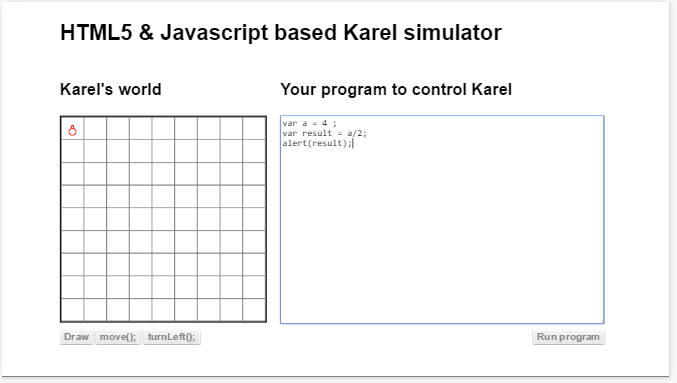 HTML5 & Javascript based Karel simulator
Karel's world
Your program to control Karel
var a = 4 ;
var result = a/2;
alert(result);
Draw move(); turnLeft();
Run program